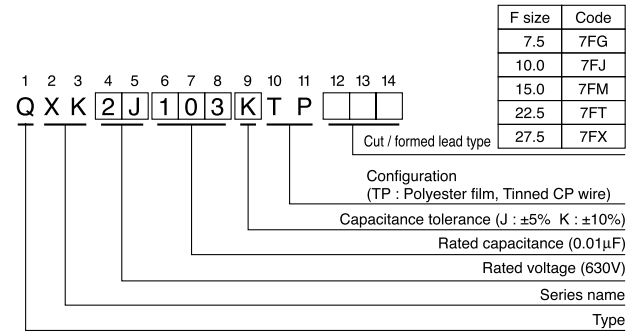 F size Code
7.5 7FG
10.0 7FJ
15.0 7FM
22.5 7FT
27.5 7FX
1 2 3 4 5 6 7 8 9 10 11 12 13 14
Q X K 2 J 1 0 3 K T P
Cut / formed lead type
Configuration
(TP : Polyester film, Tinned CP wire)
Capacitance tolerance (J : ±5% K : ±10%)
Rated capacitance (0.01µF)
Rated voltage (630V)
Series name
Type